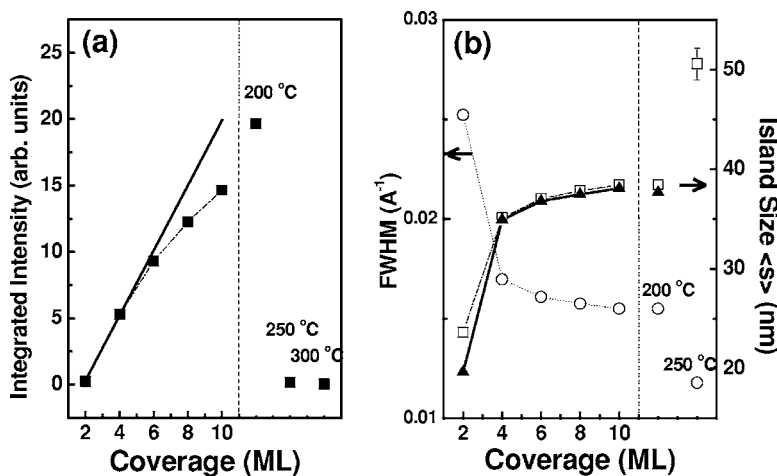 (a)
Integrated Intensity (arb. units)
25
20
15
10
5
0
200 °C
250 °C
300 °C
2 4 6 8 10
Coverage (ML)
(b)
FWHM (A-1)
0.03
0.02
0.01
200 °C
250 °C
50
40
30
20
Island Size <s> (nm)
2 4 6 8 10
Coverage (ML)